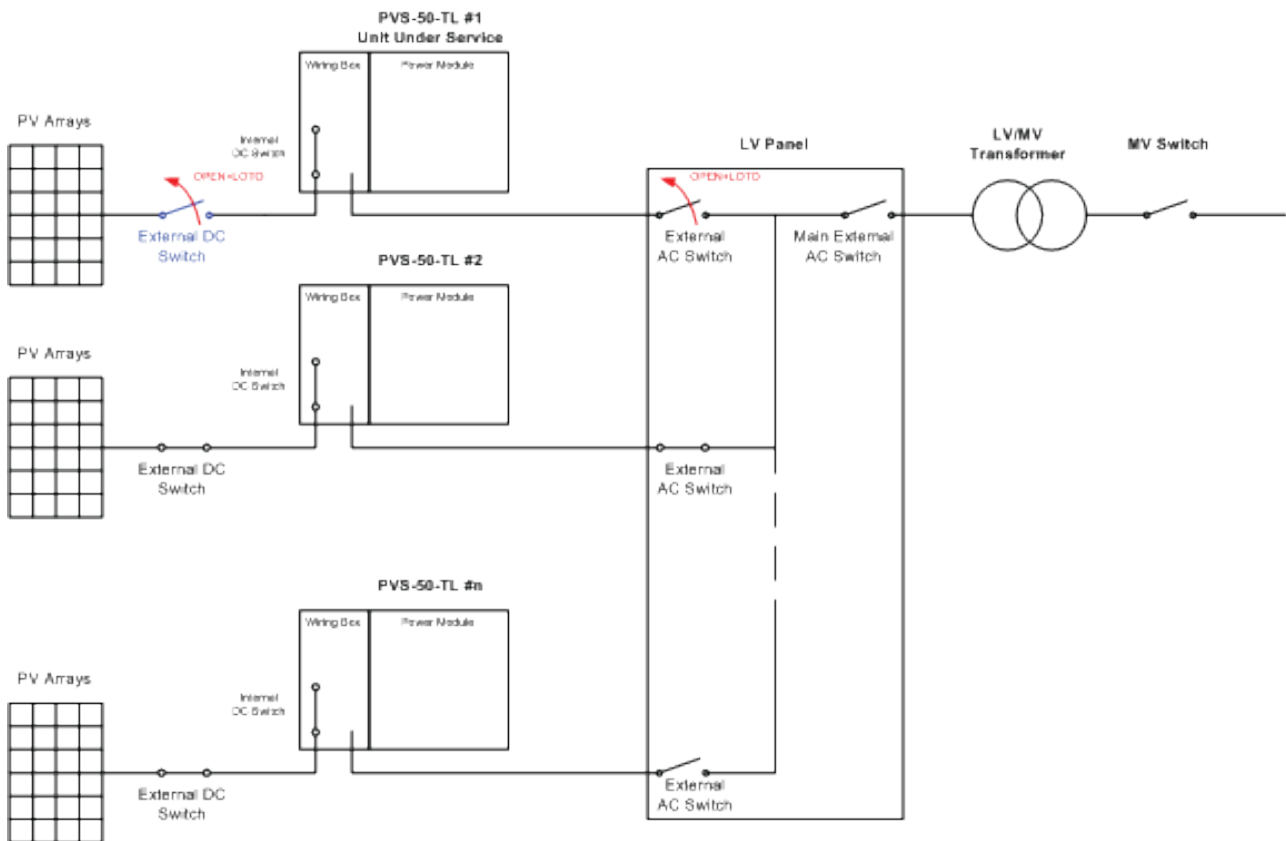 PVS-50-TL #1
Unit Under Service
Wiring Box
Power Module
PV Arrays
Internal
DC Switch
OPEN+LOTO
External DC
Switch
LV Panel
OPEN+LOTO
External
AC Switch
Main External
AC Switch
LV/MV
Transformer
MV Switch
PVS-50-TL #2
Wiring Box
Power Module
PV Arrays
Internal
DC Switch
External DC
Switch
External
AC Switch
PVS-50-TL #n
Wiring Box
Power Module
PV Arrays
Internal
DC Switch
External DC
Switch
External
AC Switch